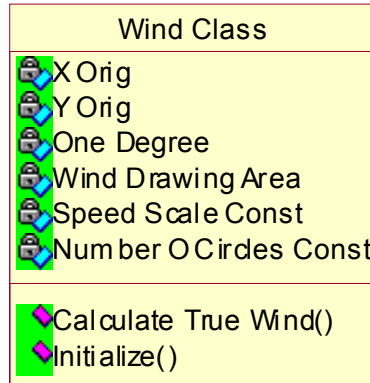 Wind Class
X Orig
Y Orig
One Degree
Wind Drawing Area
Speed Scale Const
Number O Circles Const
Calculate True Wind()
Initialize()